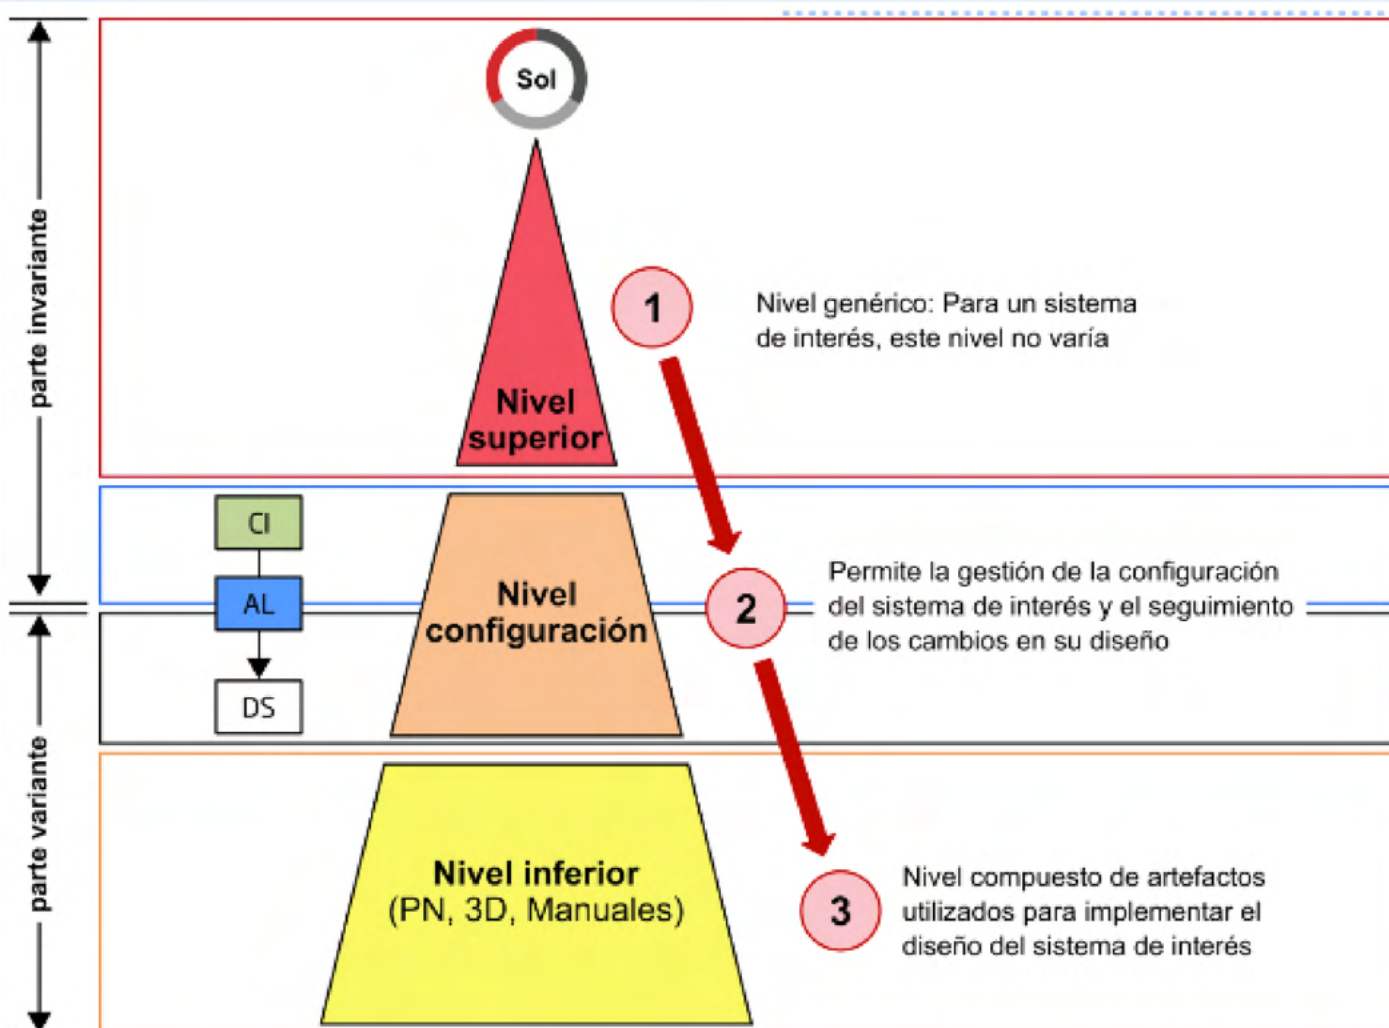 Sol
parte invariante
1
Nivel genérico: Para un sistema
de interés, este nivel no varía
Nivel
superior
CI
AL
DS
Nivel
configuración
2
Permite la gestión de la configuración
del sistema de interés y el seguimiento
de los cambios en su diseño
parte variante
Nivel inferior
(PN, 3D, Manuales)
3
Nivel compuesto de artefactos
utilizados para implementar el
diseño del sistema de interés